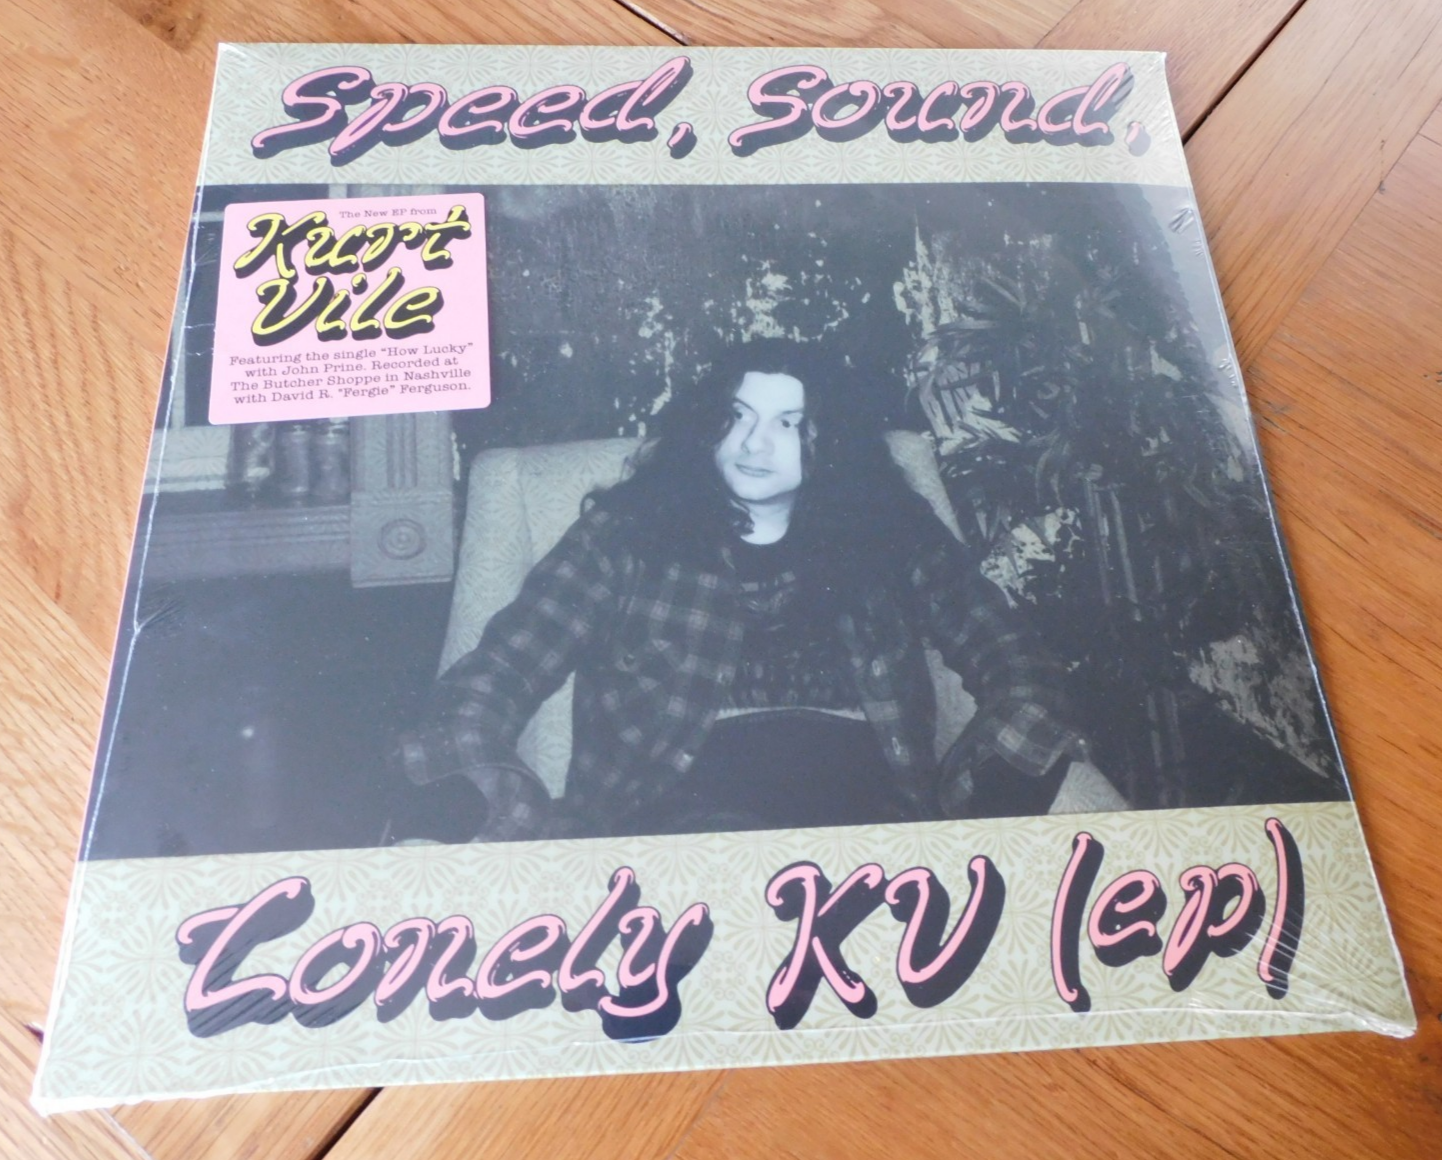 Speed, Sound,
The New EP from
Kurt
Vile
Featuring the single "How Lucky"
with John Prine. Recorded at
The Butcher Shoppe in Nashville
with David R. "Fergie" Ferguson.
Lonely KV (ep)